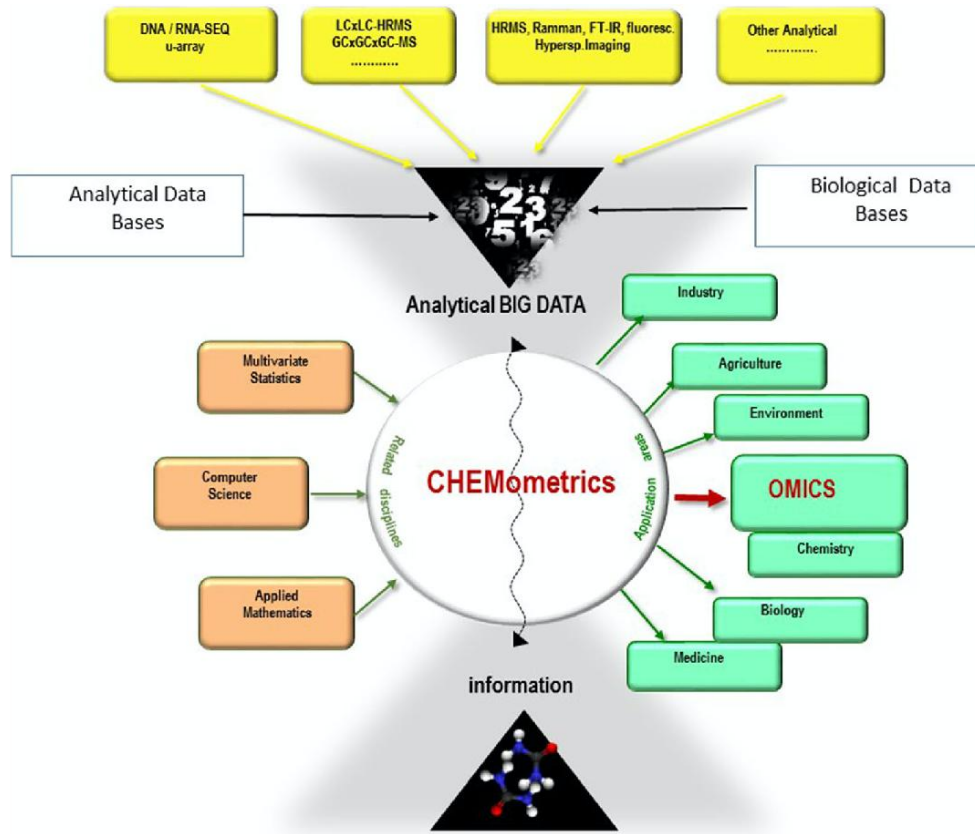 DNA / RNA-SEQ
u-array
LCxLC-HRMS
GCxGCxGC-MS
............
HRMS, Ramman, FT-IR, fluoresc.
Hypersp.Imaging
Other Analytical
............
Analytical Data
Bases
Biological Data
Bases
Analytical BIG DATA
Industry
Multivariate
Statistics
Agriculture
Environment
Related disciplines
CHEMometrics
Application areas
Computer
Science
OMICS
Chemistry
Applied
Mathematics
Biology
Medicine
information